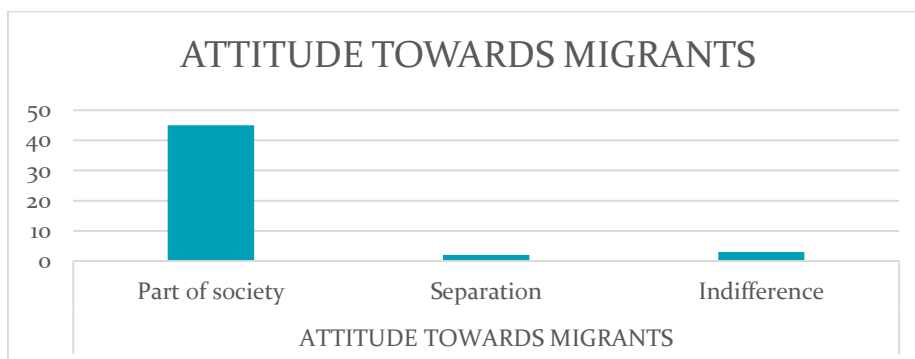 ATTITUDE TOWARDS MIGRANTS
50
40
30
20
10
0
Part of society Separation Indifference
ATTITUDE TOWARDS MIGRANTS